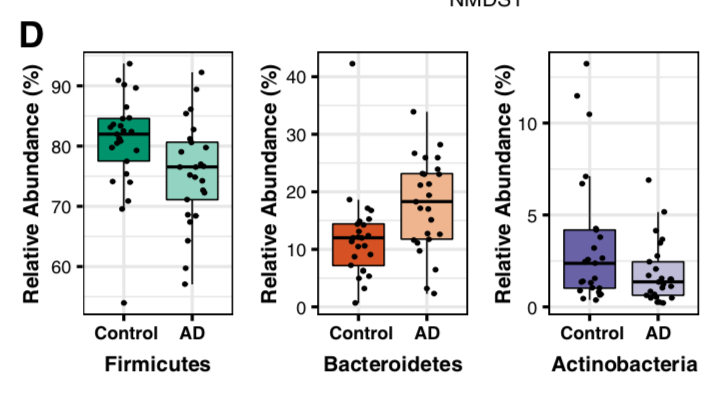 NMDS1
D
Relative Abundance (%)
90
80
70
60
Control AD
Firmicutes
Relative Abundance (%)
40
30
20
10
0
Control AD
Bacteroidetes
Relative Abundance (%)
10
5
0
Control AD
Actinobacteria